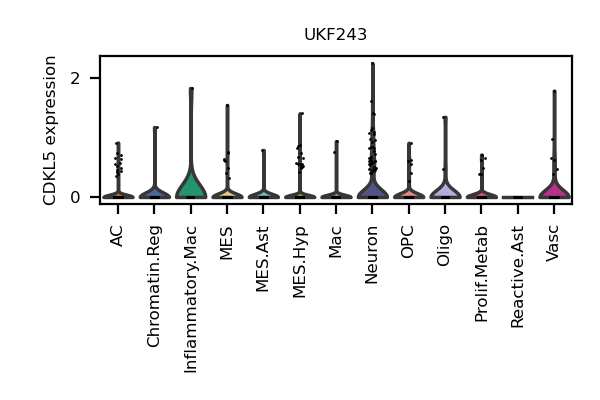 UKF243
CDKL5 expression
2
0
AC
Chromatin.Reg
Inflammatory.Mac
MES
MES.Ast
MES.Hyp
Mac
Neuron
OPC
Oligo
Prolif.Metab
Reactive.Ast
Vasc